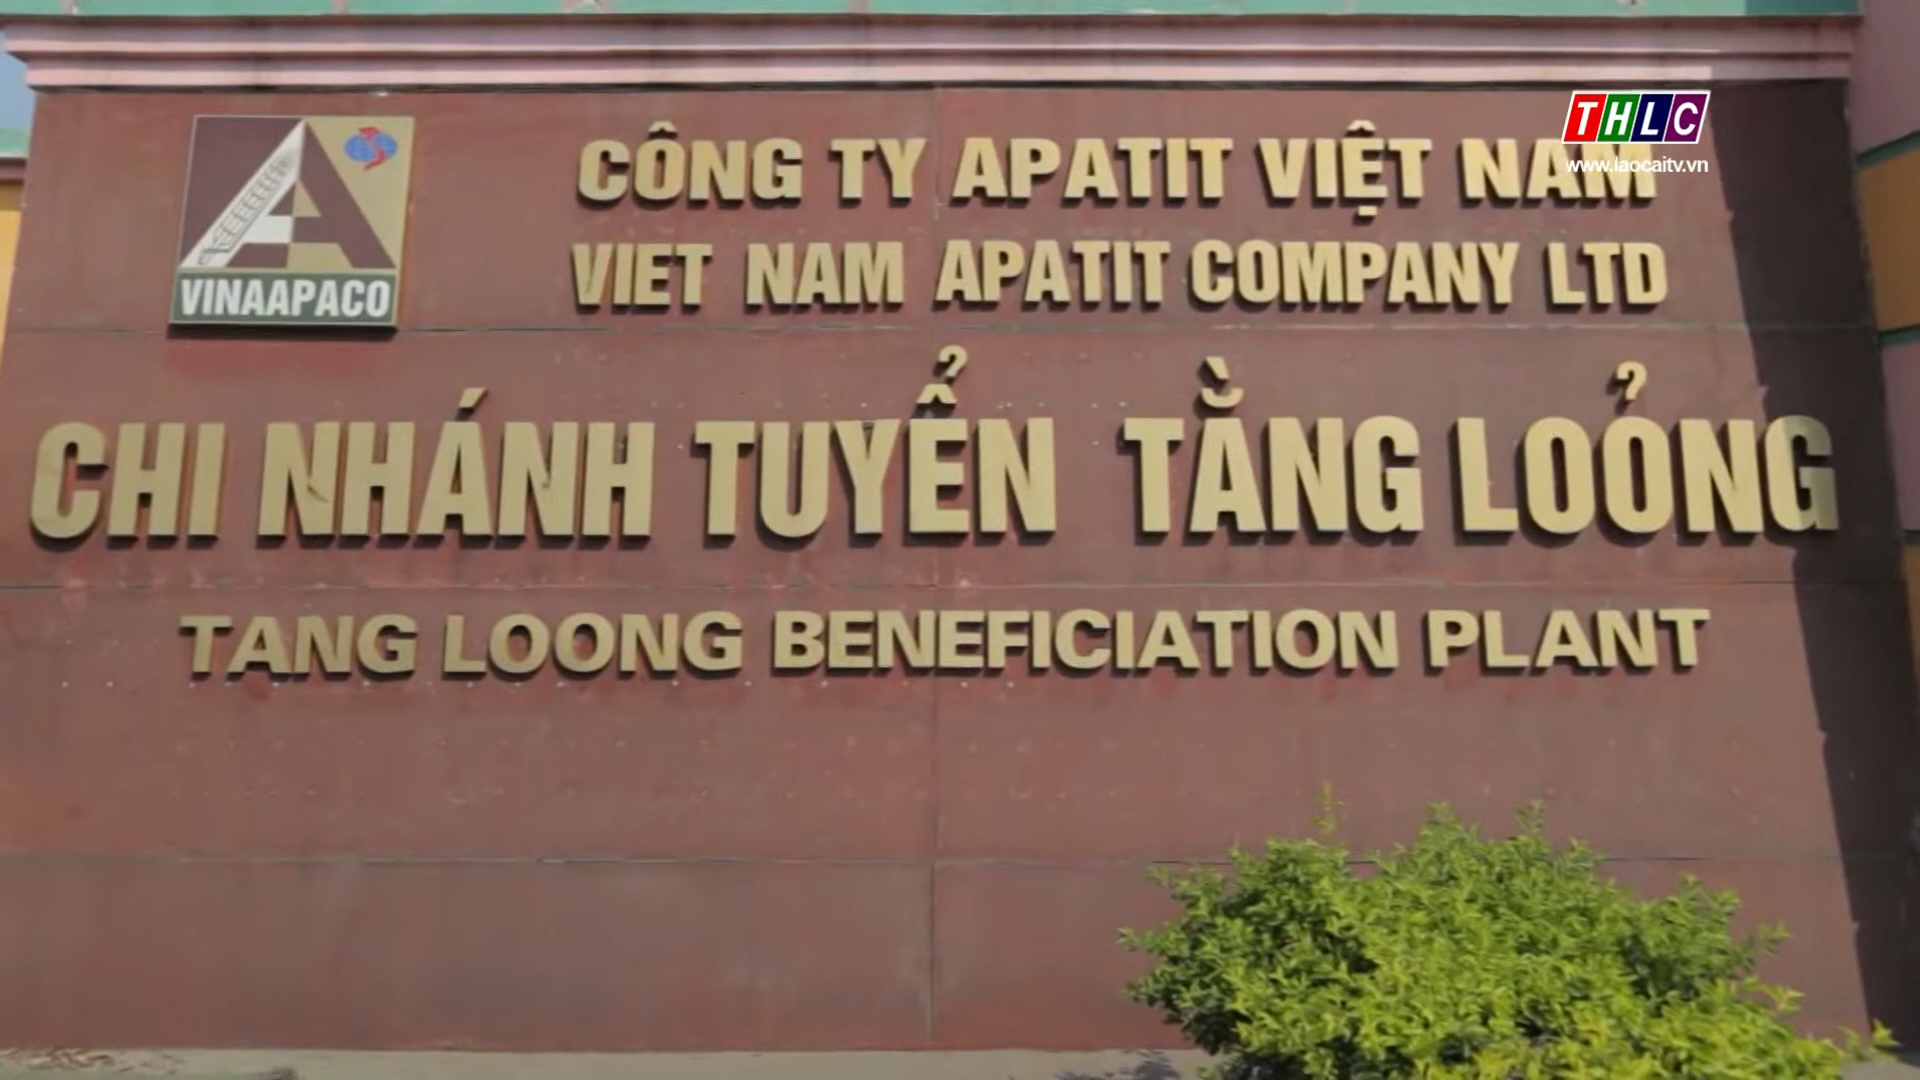 THLC
www.laocaitv.vn
CÔNG TY APATIT VIỆT NAM
VIET NAM APATIT COMPANY LTD
VINAAPACO
CHI NHÁNH TUYỂN TẰNG LOỎNG
TANG LOONG BENEFICIATION PLANT